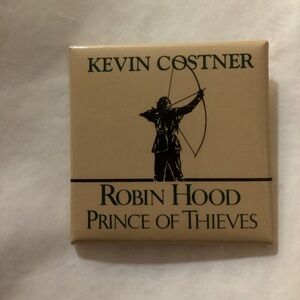 KEVIN COSTNER
ROBIN HOOD
PRINCE OF THIEVES